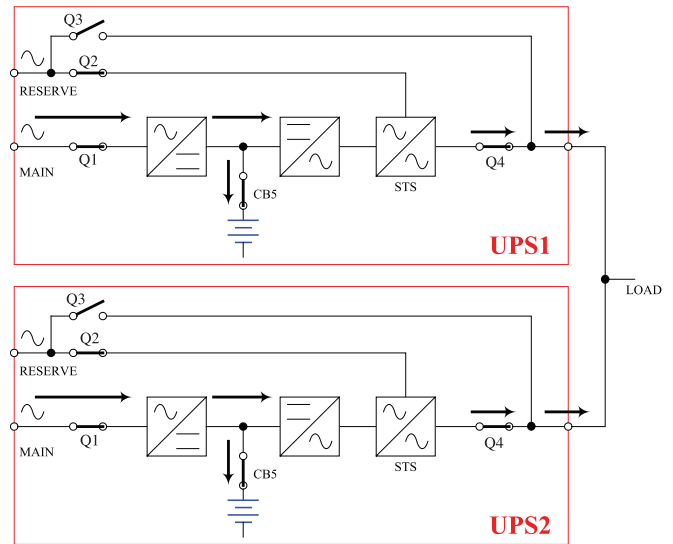 Q3
Q2
RESERVE
MAIN
Q1
CB5
STS
Q4
UPS1
LOAD
Q3
Q2
RESERVE
MAIN
Q1
CB5
STS
Q4
UPS2